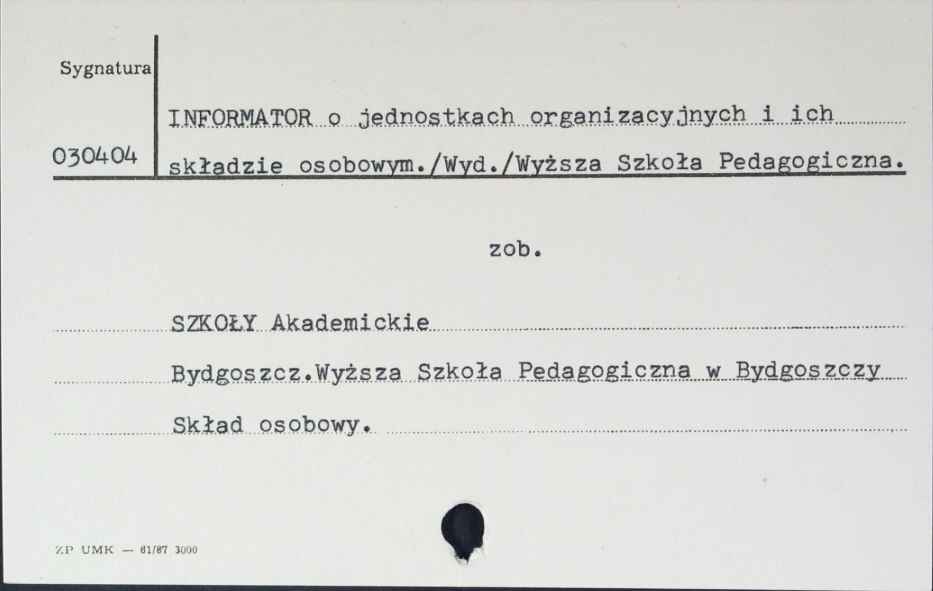 Sygnatura
INFORMATOR o jednostkach organizacyjnych i ich
030404
składzie osobowym./Wyd./Wyższa Szkoła Pedagogiczna.
zob.
SZKOŁY Akademickie
Bydgoszcz.Wyższa Szkoła Pedagogiczna w Bydgoszczy
Skład osobowy.
ZP UMK — 61/67 3000